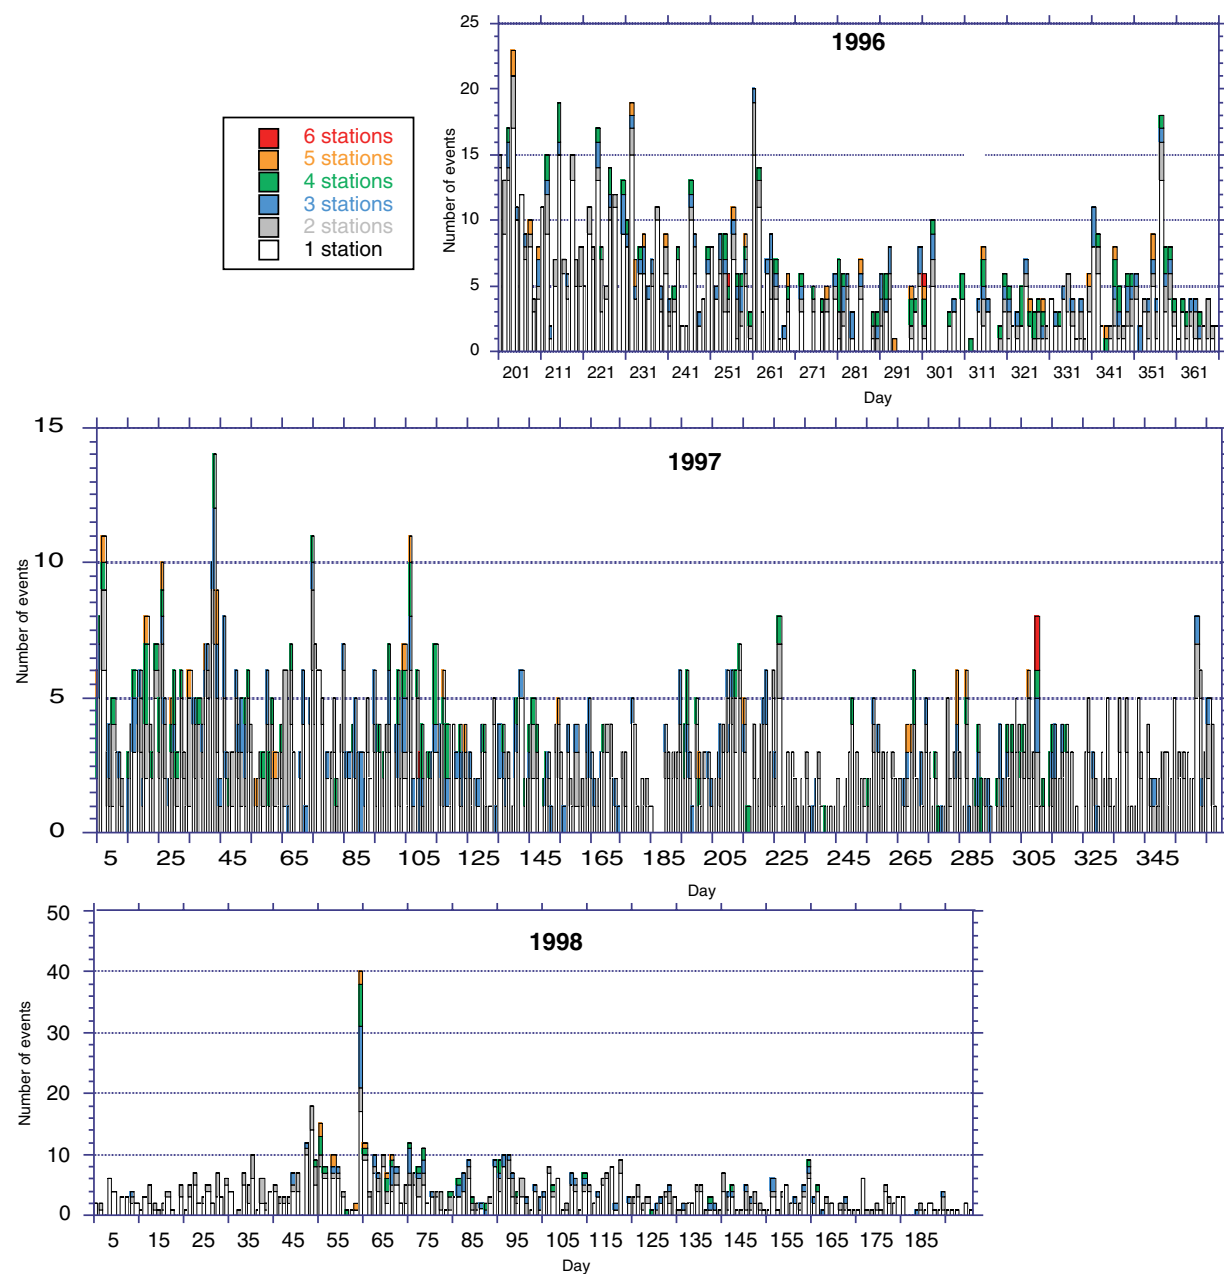 1996
Number of events
25
20
15
10
5
0
201 211 221 231 241 251 261 271 281 291 301 311 321 331 341 351 361
Day
6 stations
5 stations
4 stations
3 stations
2 stations
1 station
1997
Number of events
15
10
5
0
5 25 45 65 85 105 125 145 165 185 205 225 245 265 285 305 325 345
Day
1998
Number of events
50
40
30
20
10
0
5 15 25 35 45 55 65 75 85 95 105 115 125 135 145 155 165 175 185
Day